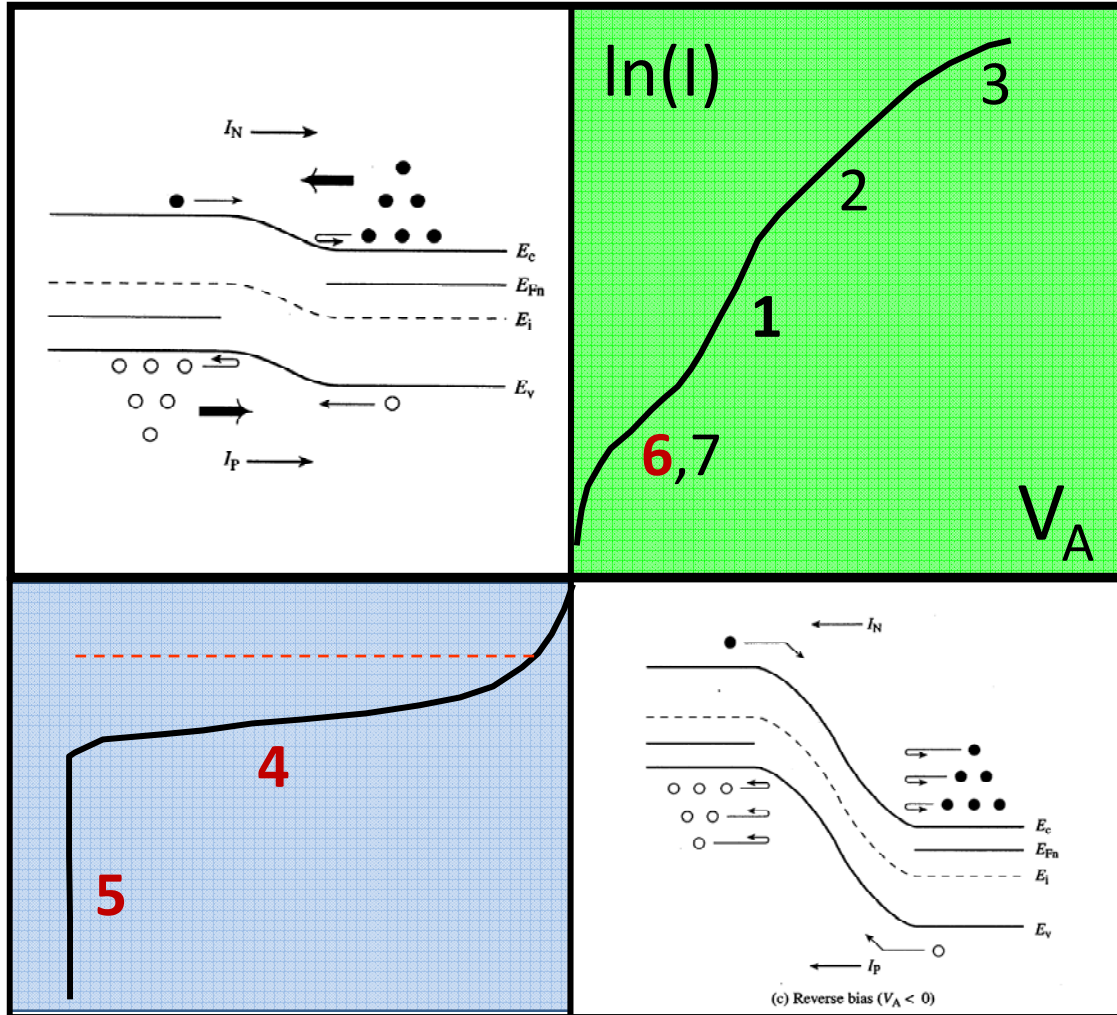 I_N
E_c
E_Fn
E_i
E_v
I_P
ln(I)
3
2
1
6,7
V_A
4
5
I_N
E_c
E_Fn
E_i
E_v
I_P
(c) Reverse bias (V_A < 0)